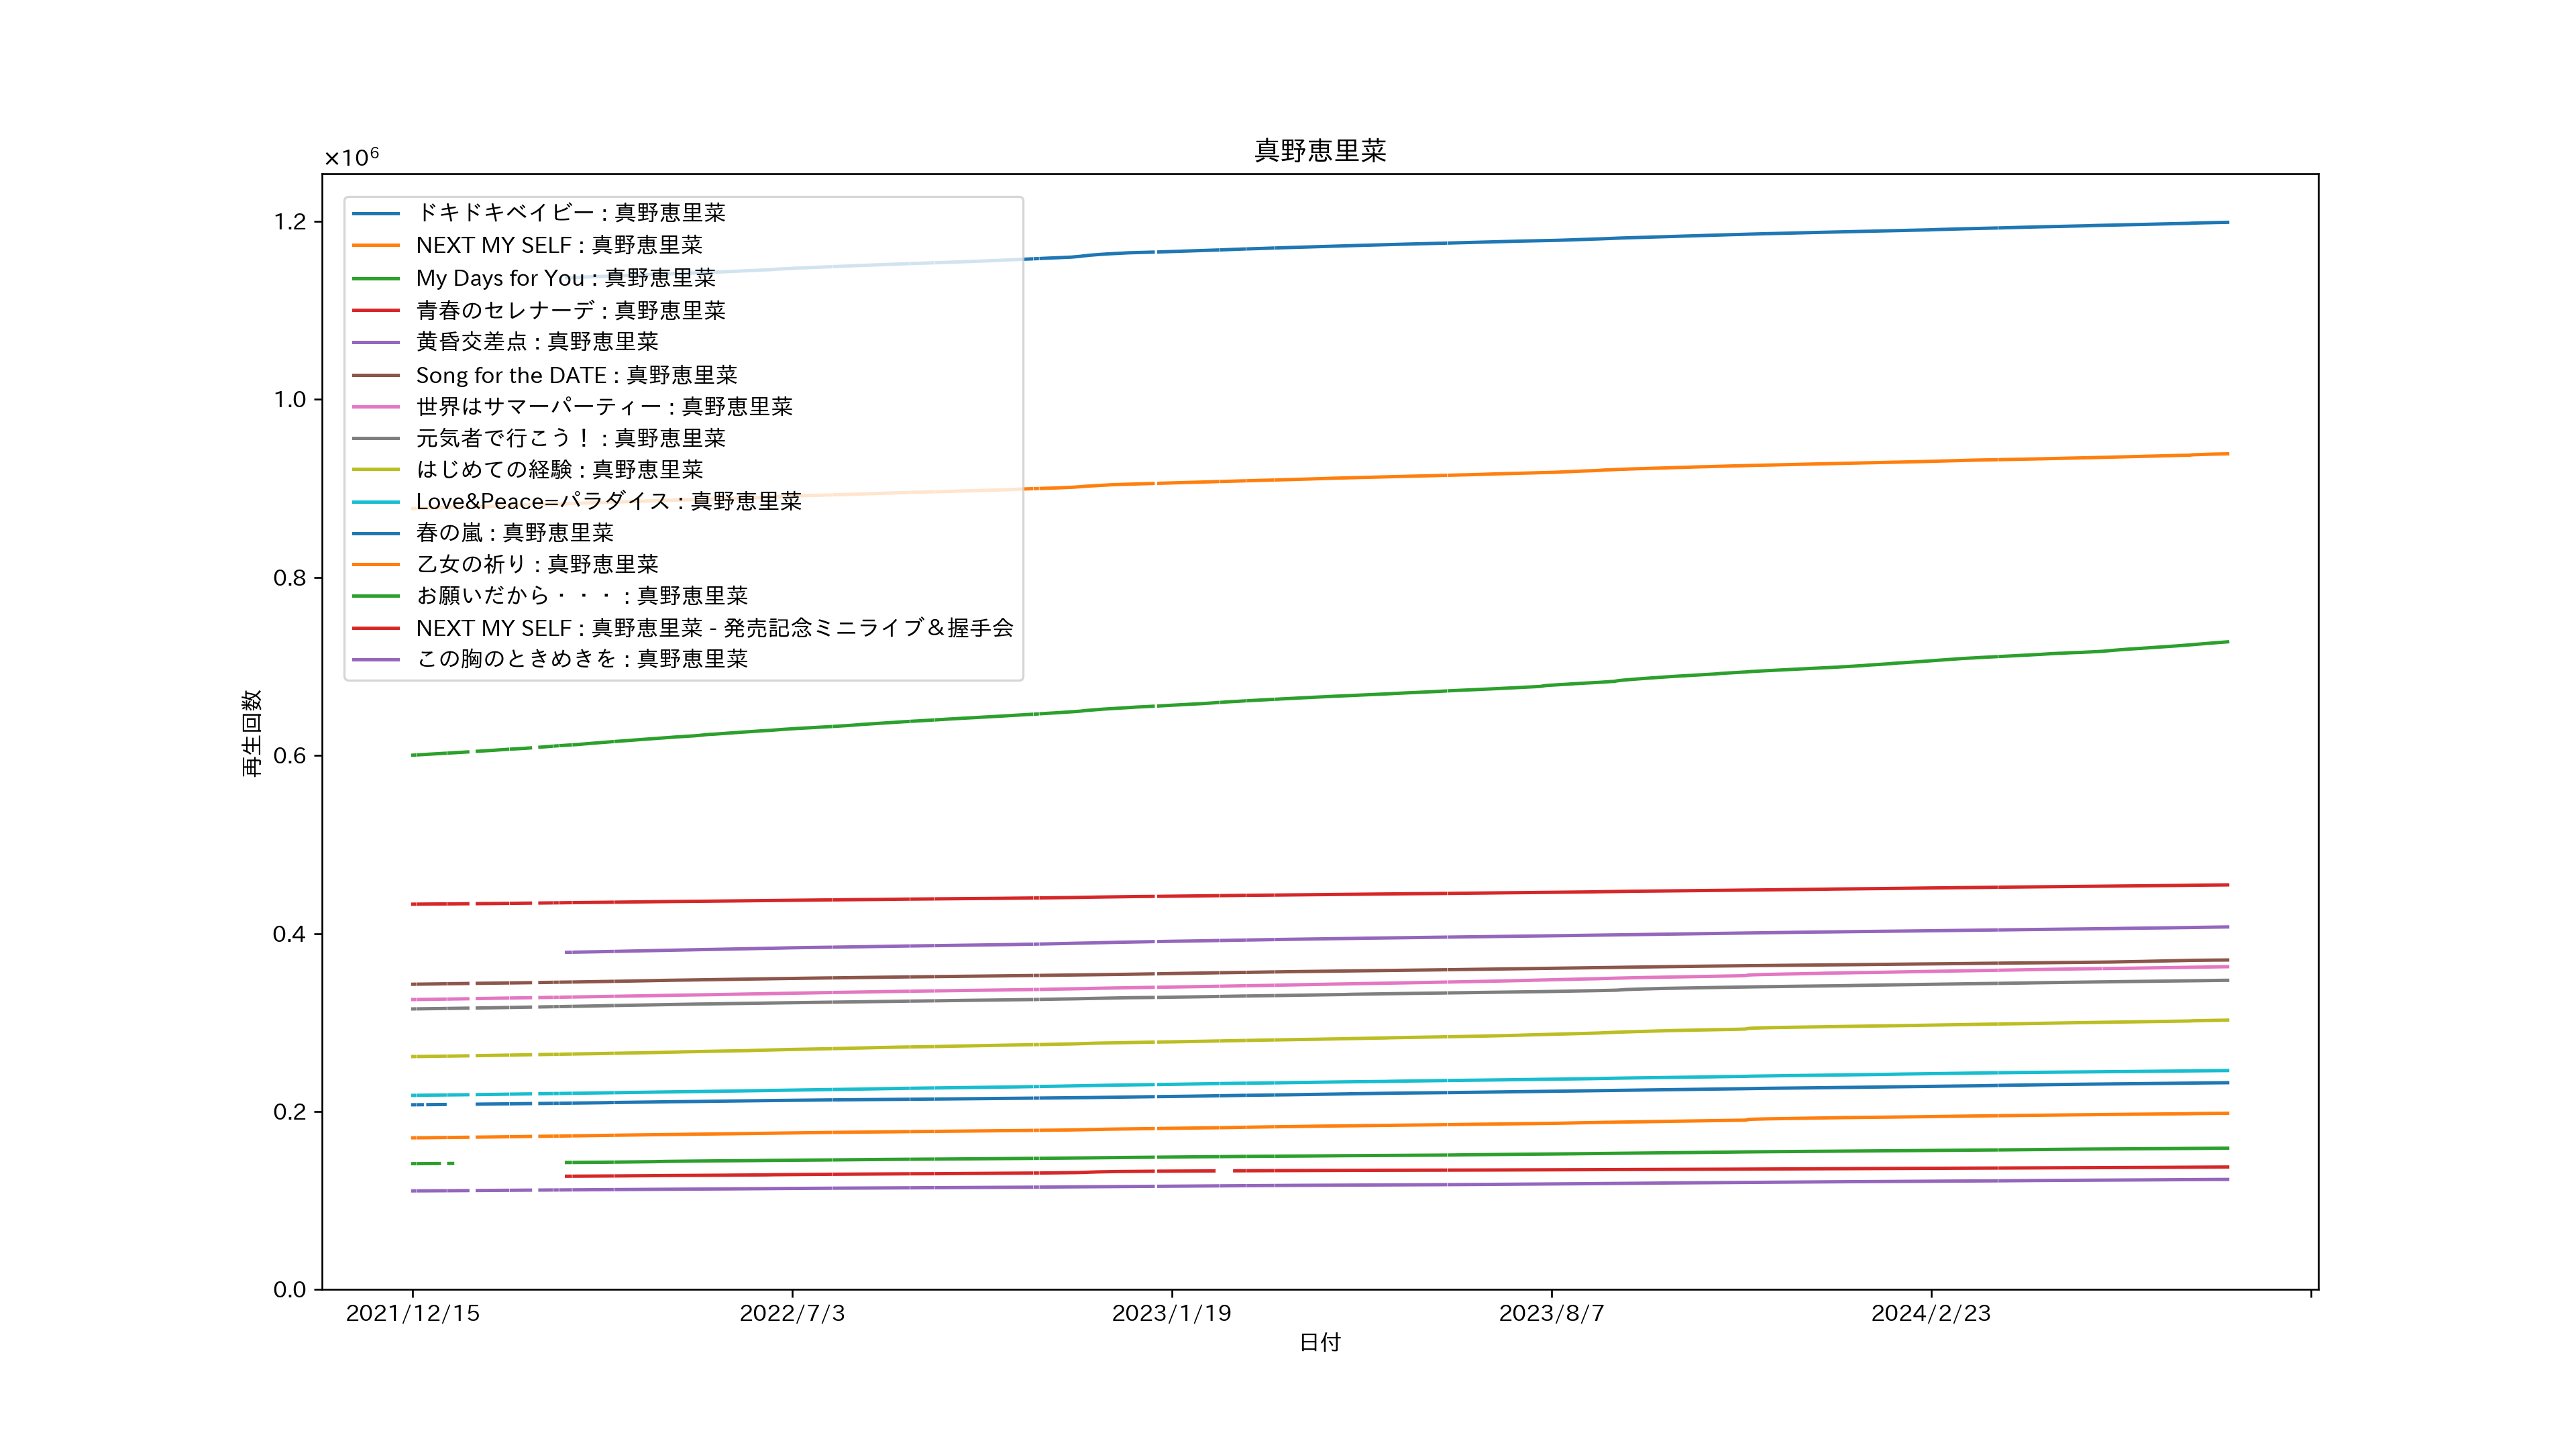 真野恵里菜
×10⁶
1.2
1.0
0.8
0.6
0.4
0.2
0.0
再生回数
ドキドキベイビー : 真野恵里菜
NEXT MY SELF : 真野恵里菜
My Days for You : 真野恵里菜
青春のセレナーデ : 真野恵里菜
黄昏交差点 : 真野恵里菜
Song for the DATE : 真野恵里菜
世界はサマーパーティー : 真野恵里菜
元気者で行こう！ : 真野恵里菜
はじめての経験 : 真野恵里菜
Love&Peace=パラダイス : 真野恵里菜
春の嵐 : 真野恵里菜
乙女の祈り : 真野恵里菜
お願いだから・・・ : 真野恵里菜
NEXT MY SELF : 真野恵里菜 - 発売記念ミニライブ＆握手会
この胸のときめきを : 真野恵里菜
2021/12/15
2022/7/3
2023/1/19
2023/8/7
2024/2/23
日付